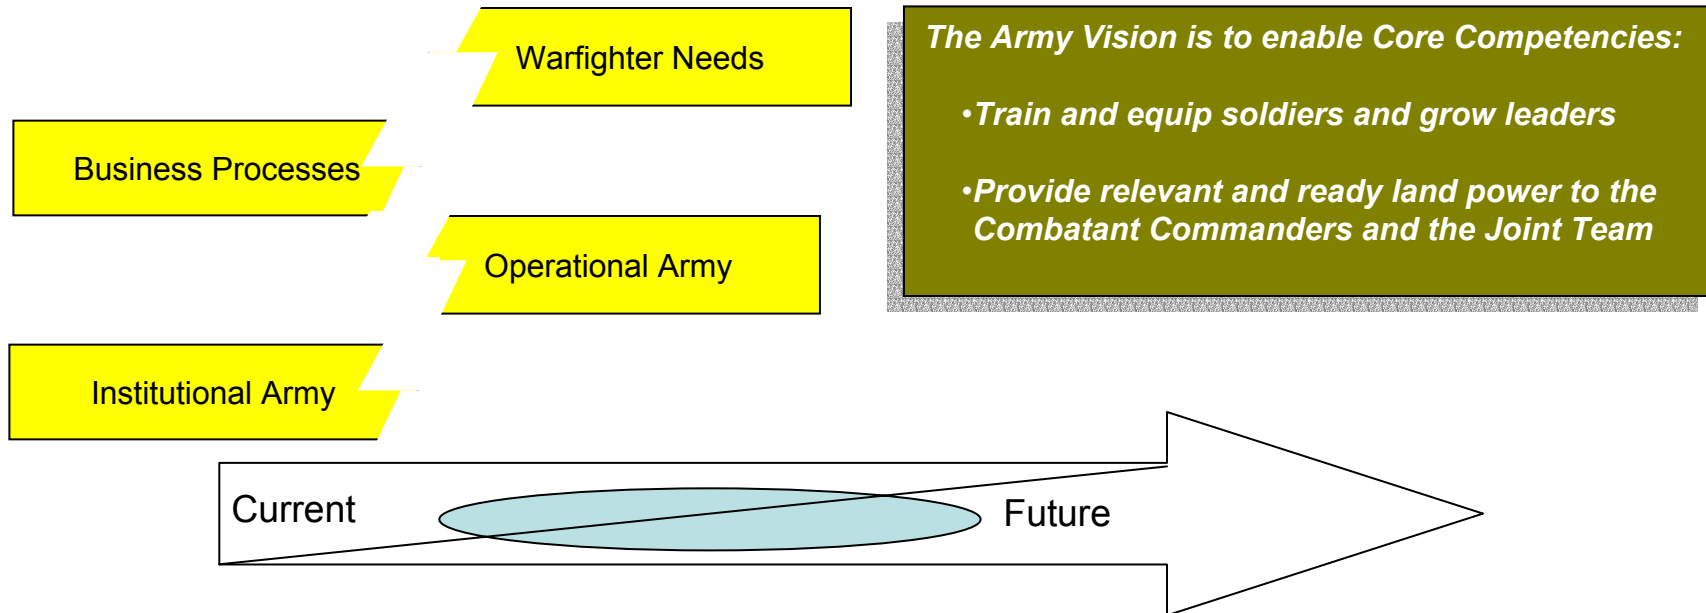 Warfighter Needs
Business Processes
Operational Army
Institutional Army
The Army Vision is to enable Core Competencies:
•Train and equip soldiers and grow leaders
•Provide relevant and ready land power to the
Combatant Commanders and the Joint Team
Current
Future